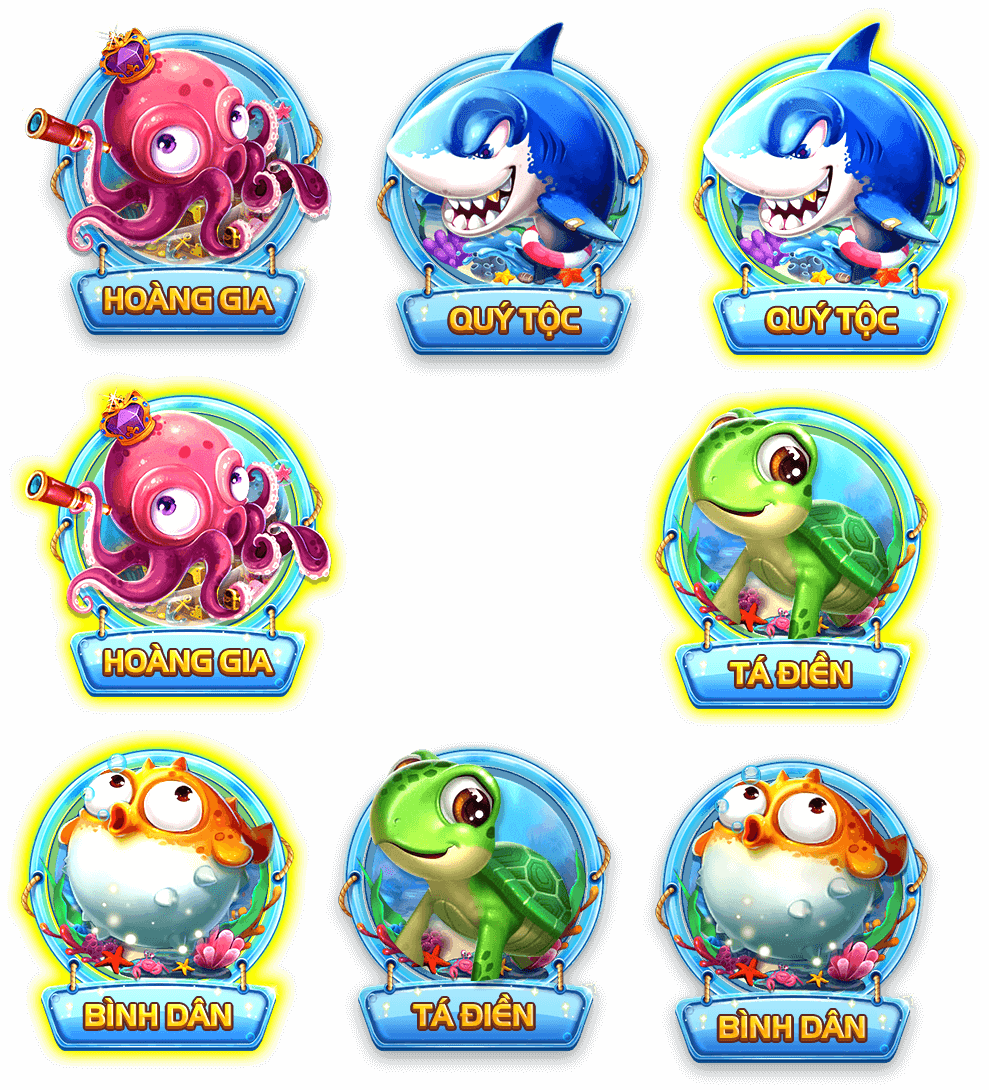 HOÀNG GIA
QUÝ TỘC
QUÝ TỘC
HOÀNG GIA
TÁ ĐIỀN
BÌNH DÂN
TÁ ĐIỀN
BÌNH DÂN